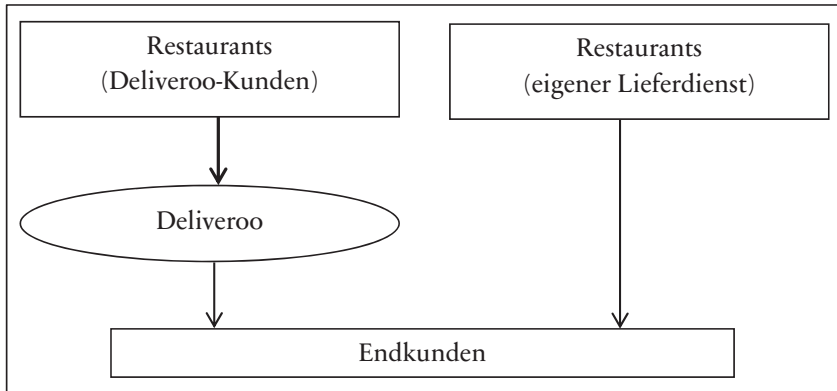 Restaurants
(Deliveroo-Kunden)
Restaurants
(eigener Lieferdienst)
Deliveroo
Endkunden